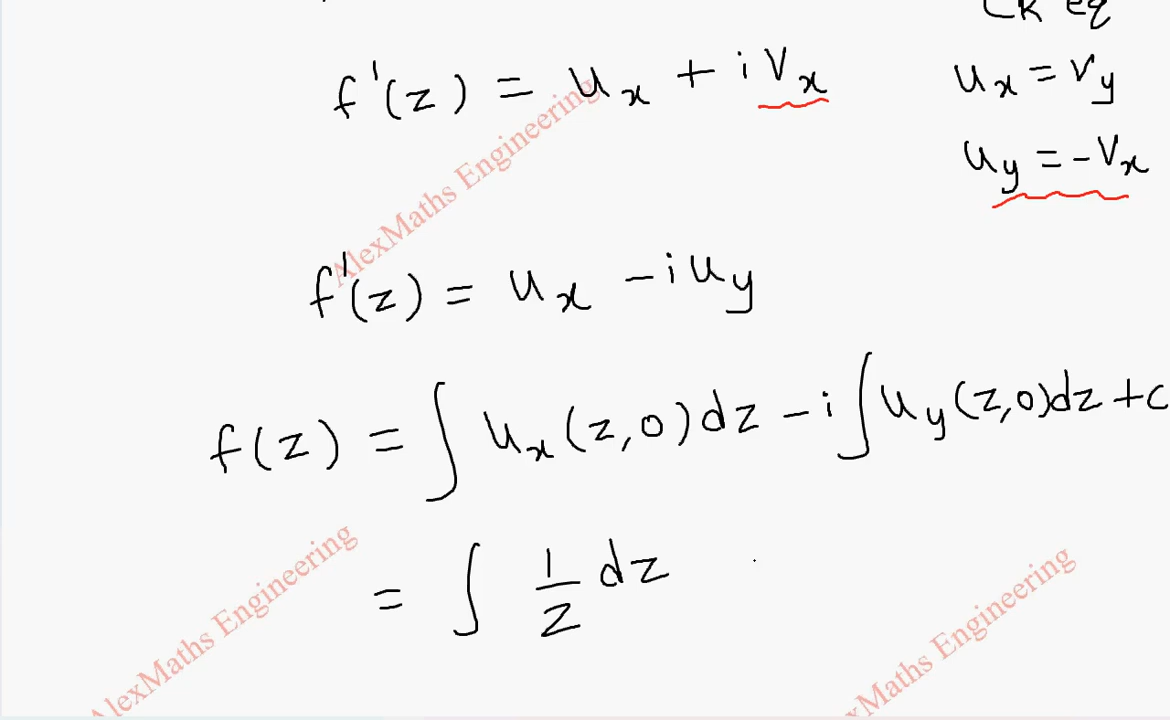 CR eq
f'(z) = u_x + i v_x
u_x = v_y
u_y = -v_x
f'(z) = u_x - i u_y
f(z) = ∫ u_x (z,0) dz - i ∫ u_y (z,0) dz + c
= ∫ 1/z dz
AlexMaths Engineering
AlexMaths Engineering
AlexMaths Engineering